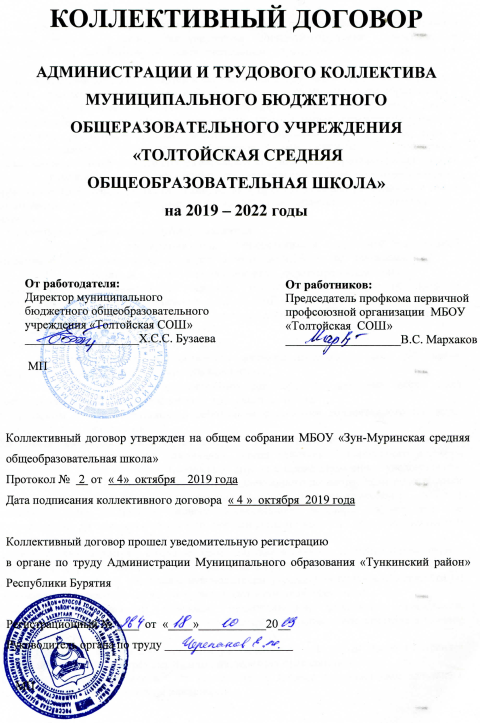 КОЛЛЕКТИВНЫЙ ДОГОВОР
АДМИНИСТРАЦИИ И ТРУДОВОГО КОЛЛЕКТИВА
МУНИЦИПАЛЬНОГО БЮДЖЕТНОГО
ОБЩЕРАЗОВАТЕЛЬНОГО УЧРЕЖДЕНИЯ
«ТОЛТОЙСКАЯ СРЕДНЯЯ
ОБЩЕОБРАЗОВАТЕЛЬНАЯ ШКОЛА»
на 2019 – 2022 годы
От работодателя:
Директор муниципального
бюджетного общеобразовательного
учреждения «Толтойская СОШ»
Х.С.С. Бузаева
МП
От работников:
Председатель профкома первичной
профсоюзной организации МБОУ
«Толтойская СОШ»
В.С. Мархаков
Коллективный договор утвержден на общем собрании МБОУ «Зун-Муринская средняя
общеобразовательная школа»
Протокол № 2 от « 4» октября 2019 года
Дата подписания коллективного договора « 4 » октября 2019 года
Коллективный договор прошел уведомительную регистрацию
в органе по труду Администрации Муниципального образования «Тункинский район»
Республики Бурятия
Регистрационный № 984 от « 18 » 10 20
Руководитель органа по труду